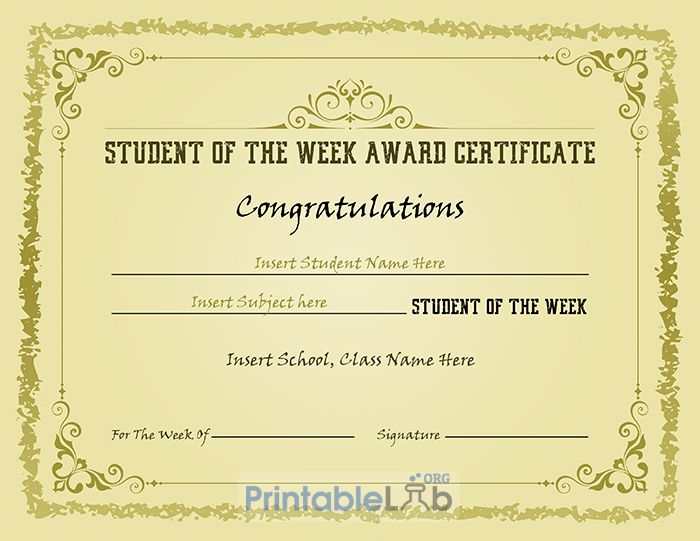 STUDENT OF THE WEEK AWARD CERTIFICATE
Congratulations
Insert Student Name Here
Insert Subject here STUDENT OF THE WEEK
Insert School, Class Name Here
For The Week Of Signature
PrintableLab.ORG